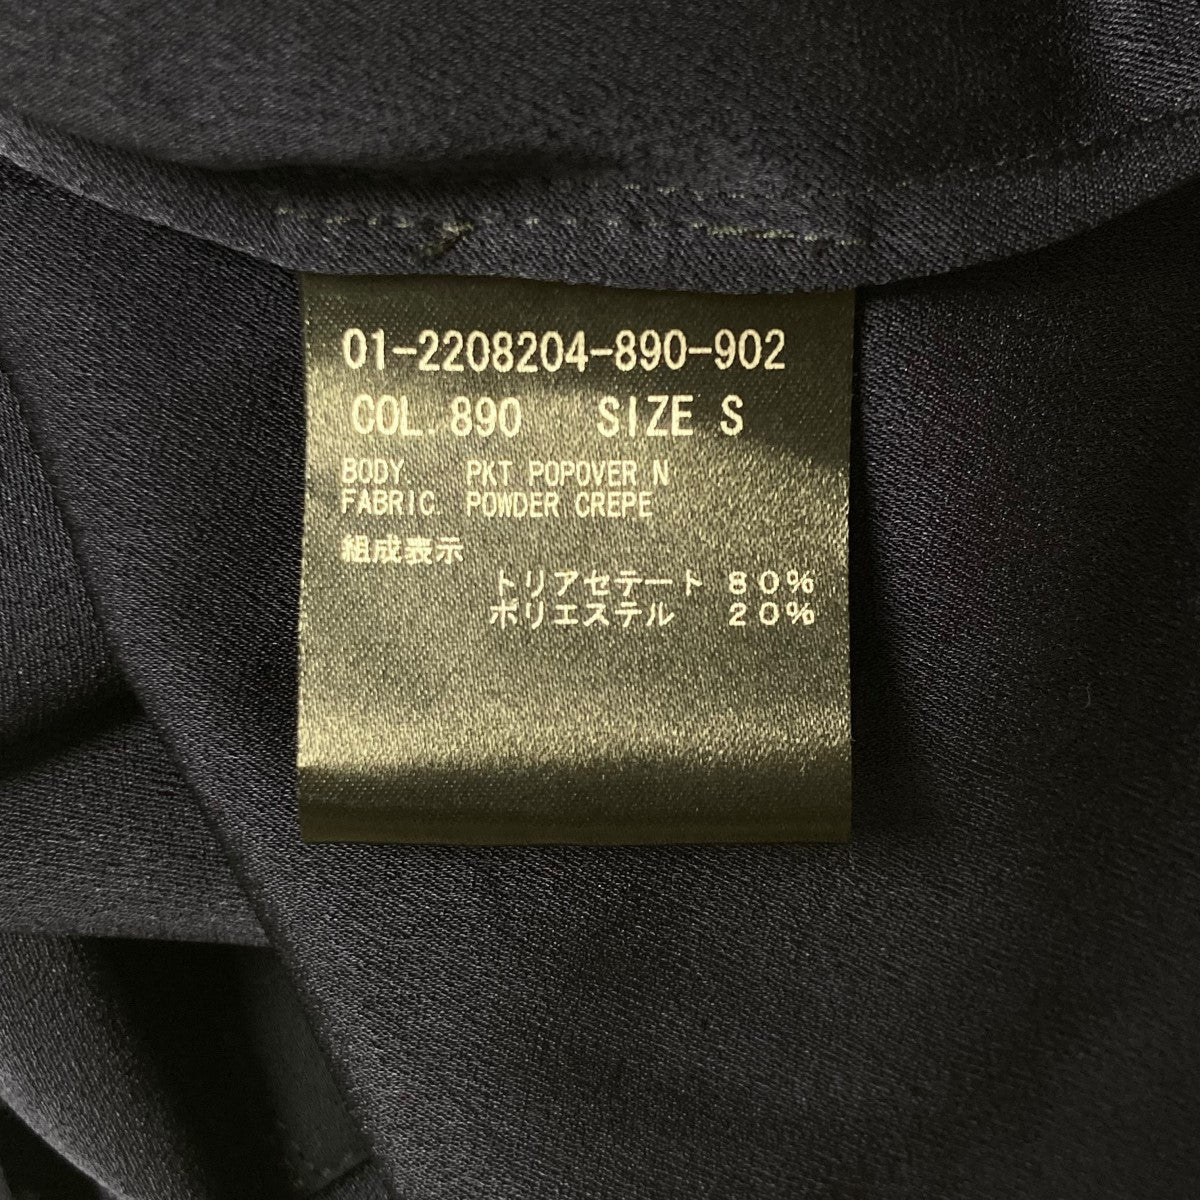 01-2208204-890-902
COL. 890 SIZE S
BODY. PKT POPOVER N
FABRIC. POWDER CREPE
組成表示
トリアセテート 80%
ポリエステル 20%